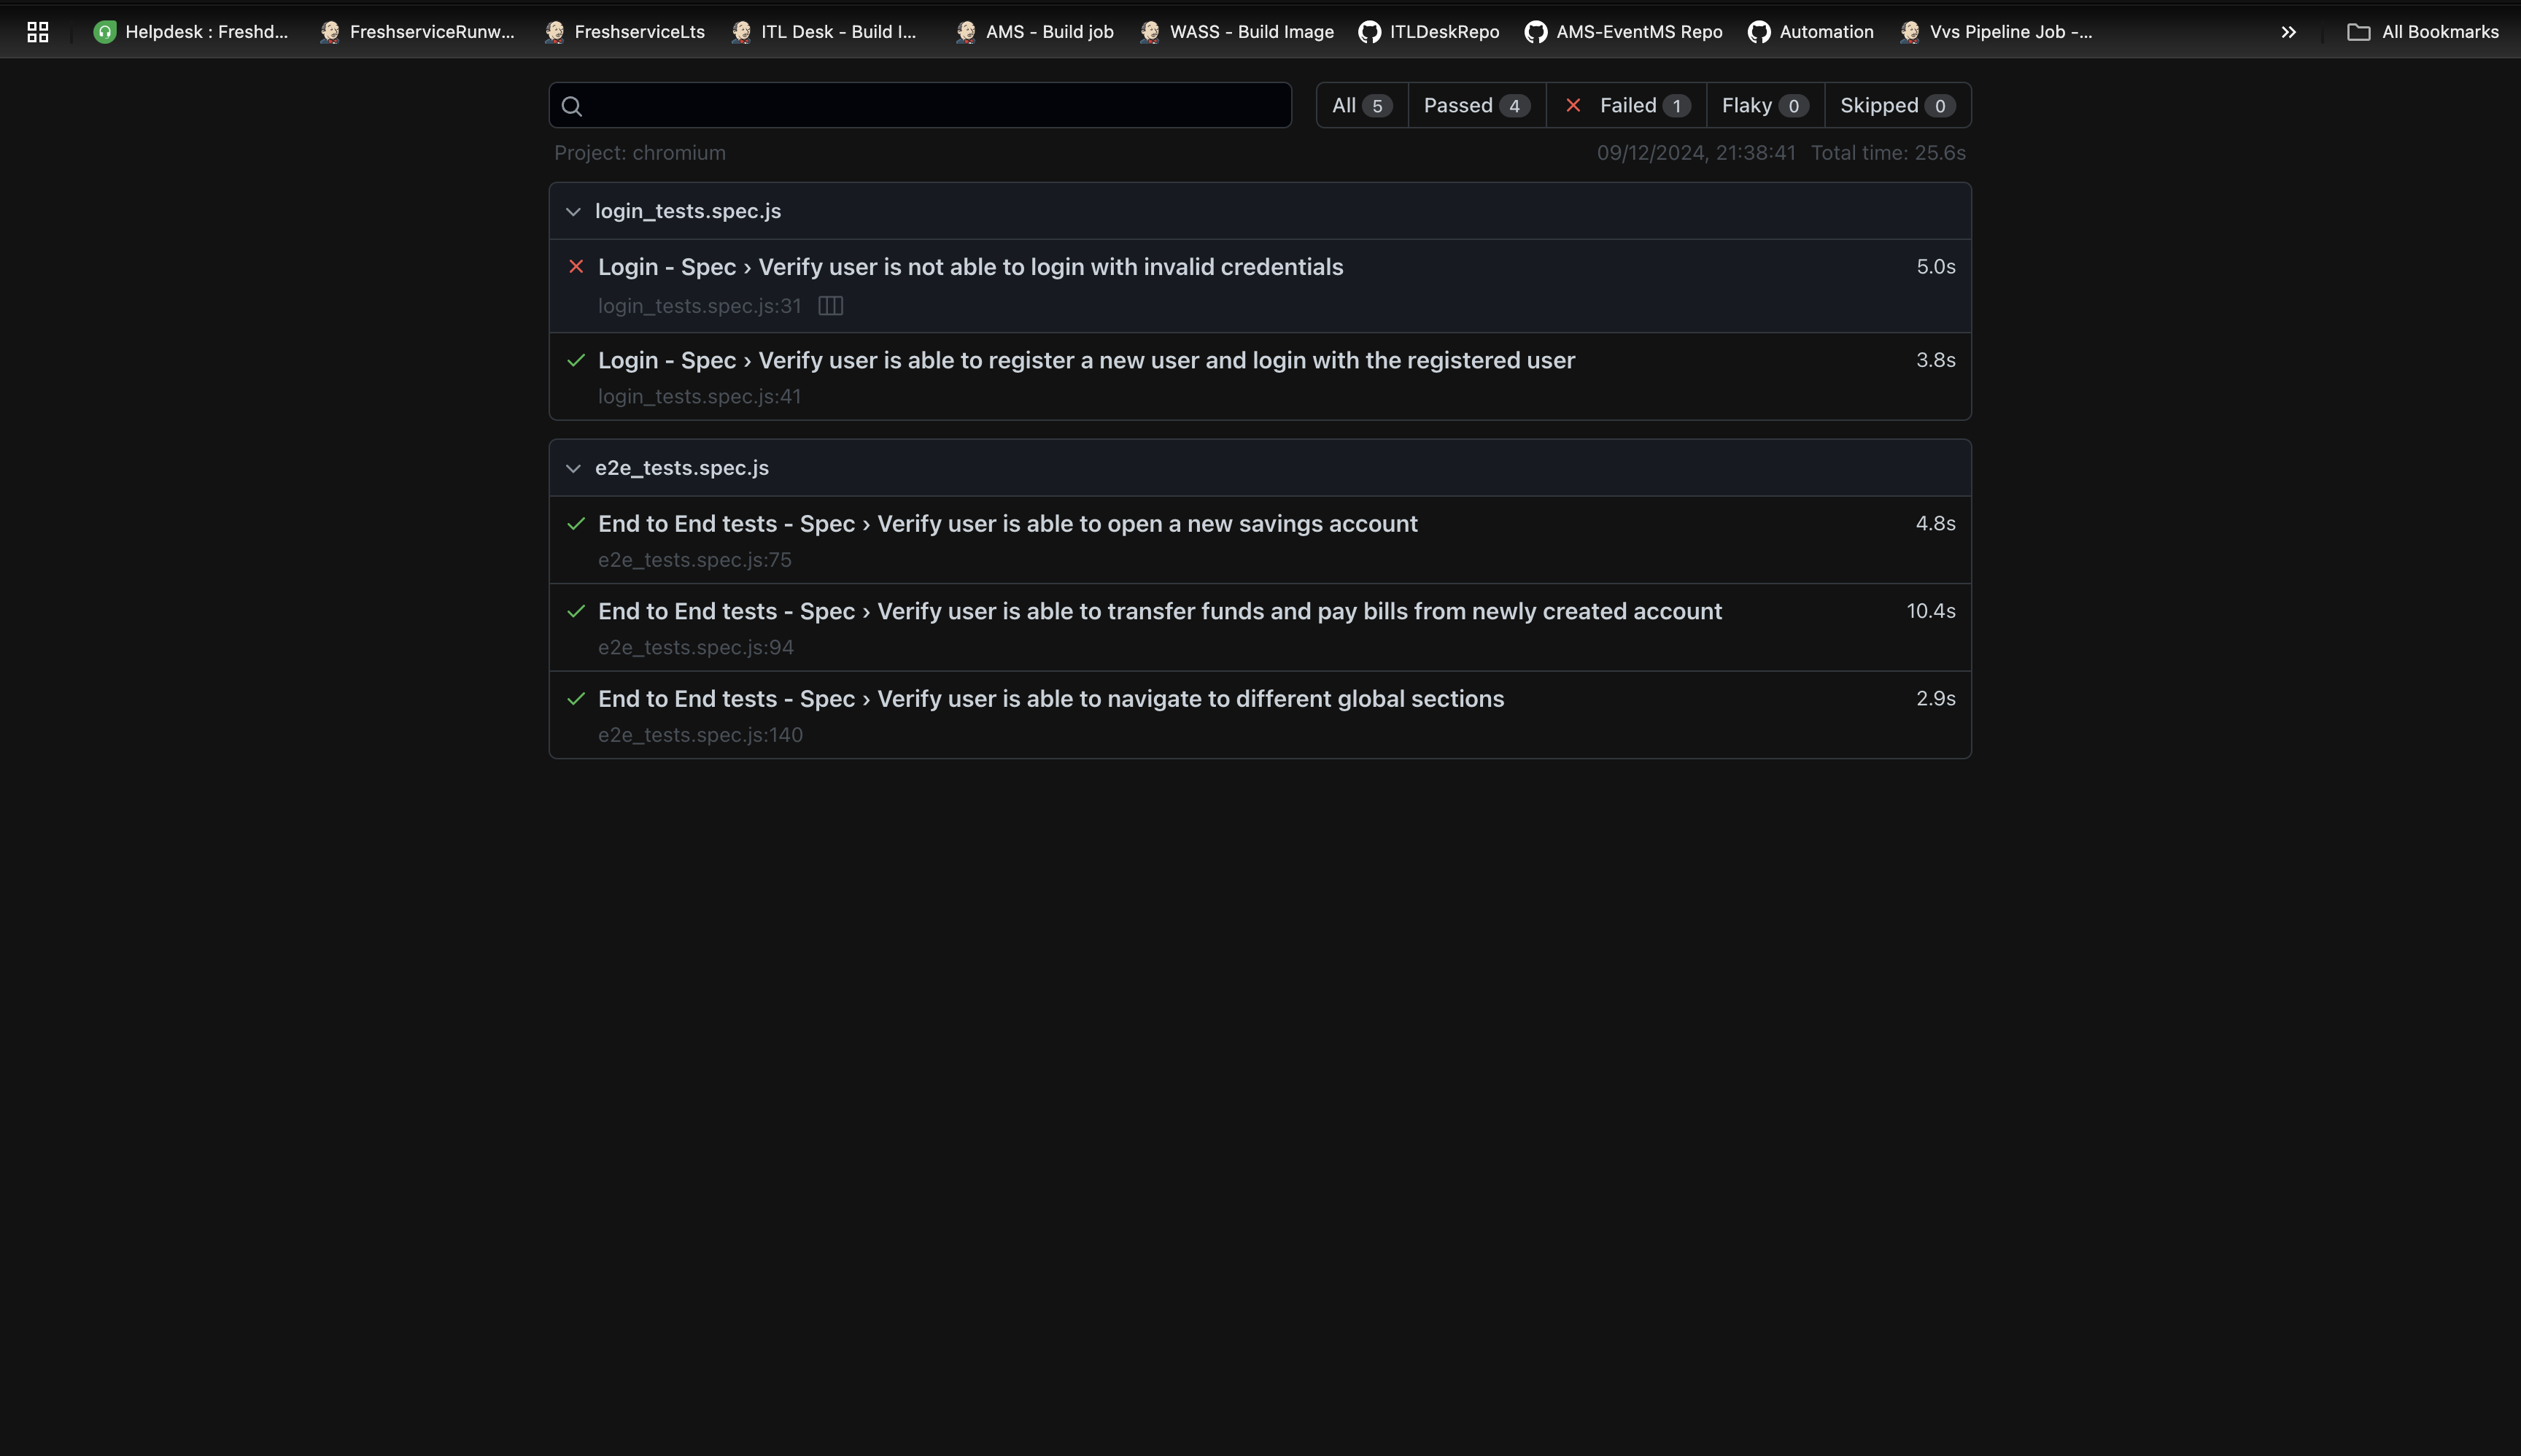 Helpdesk : Freshd... FreshserviceRunw... FreshserviceLts ITL Desk - Build I... AMS - Build job WASS - Build Image ITLDeskRepo AMS-EventMS Repo Automation Vvs Pipeline Job -... All Bookmarks
All 5 Passed 4 Failed 1 Flaky 0 Skipped 0
Project: chromium 09/12/2024, 21:38:41 Total time: 25.6s
login_tests.spec.js
Login - Spec › Verify user is not able to login with invalid credentials 5.0s
login_tests.spec.js:31
Login - Spec › Verify user is able to register a new user and login with the registered user 3.8s
login_tests.spec.js:41
e2e_tests.spec.js
End to End tests - Spec › Verify user is able to open a new savings account 4.8s
e2e_tests.spec.js:75
End to End tests - Spec › Verify user is able to transfer funds and pay bills from newly created account 10.4s
e2e_tests.spec.js:94
End to End tests - Spec › Verify user is able to navigate to different global sections 2.9s
e2e_tests.spec.js:140